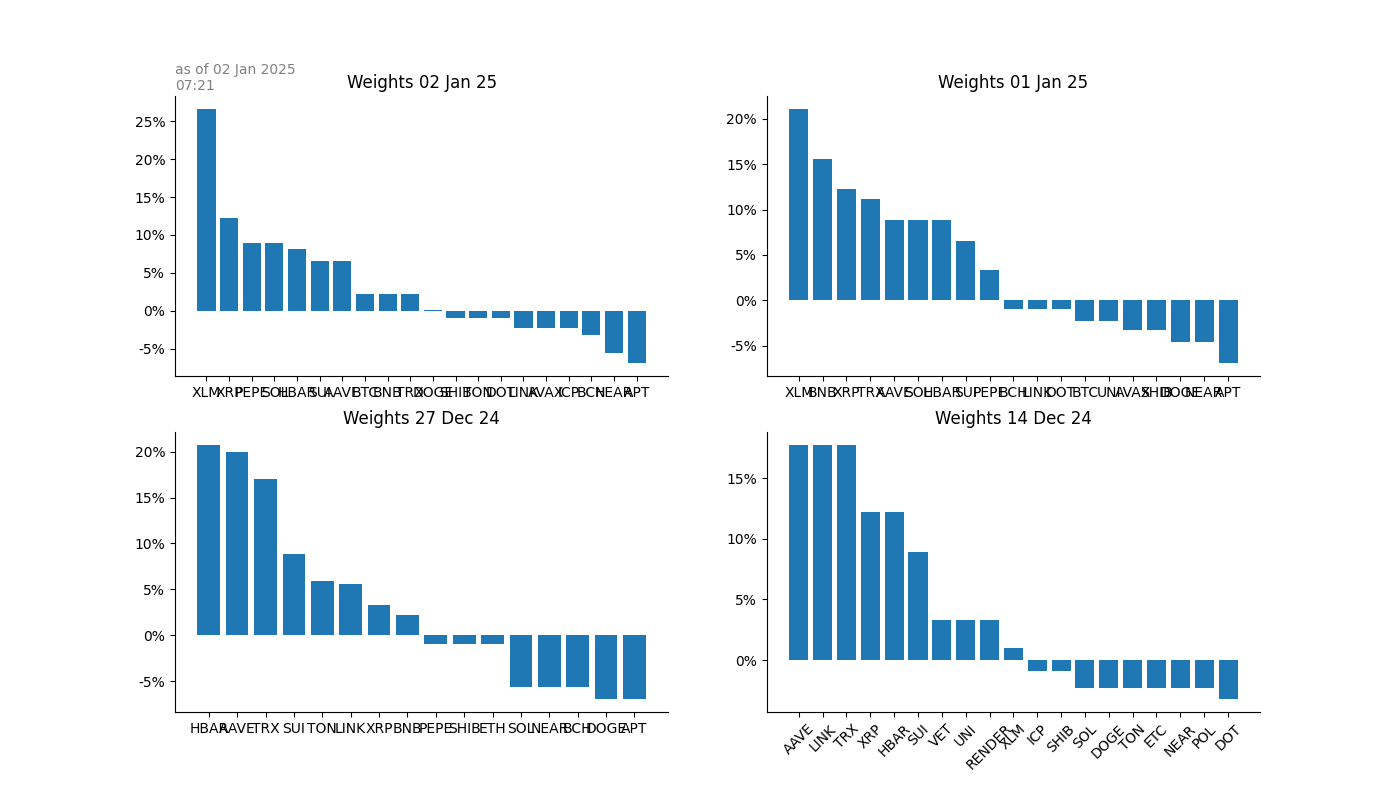 as of 02 Jan 2025
07:21
Weights 02 Jan 25
25%
20%
15%
10%
5%
0%
-5%
XLM XRP PEPE SOL HBAR SUI AAVE BTC BNB TRX DOGE SHIB TON DOT LINK AVAX ICP BCH NEAR APT
Weights 01 Jan 25
20%
15%
10%
5%
0%
-5%
XLM BNB XRP TRX AAVE SOL HBAR SUI PEPE BCH LINK DOT BTC UNI AVAX SHIB DOGE NEAR APT
Weights 27 Dec 24
20%
15%
10%
5%
0%
-5%
HBAR AAVE TRX SUI TON LINK XRP BNB PEPE SHIB ETH SOL NEAR BCH DOGE APT
Weights 14 Dec 24
15%
10%
5%
0%
AAVE LINK TRX XRP HBAR SUI VET UNI RENDER XLM ICP SHIB SOL DOGE TON ETC NEAR POL DOT